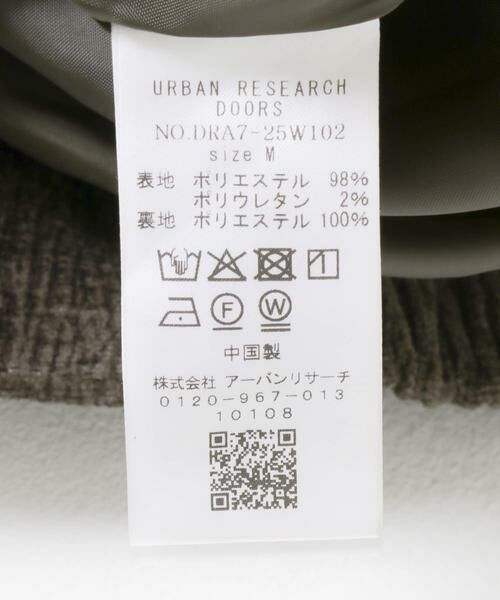 URBAN RESEARCH
DOORS
NO.DRA7-25W102
size M
表地 ポリエステル 98%
ポリウレタン 2%
裏地 ポリエステル 100%
F W
中国製
株式会社 アーバンリサーチ
0120-967-013
10108